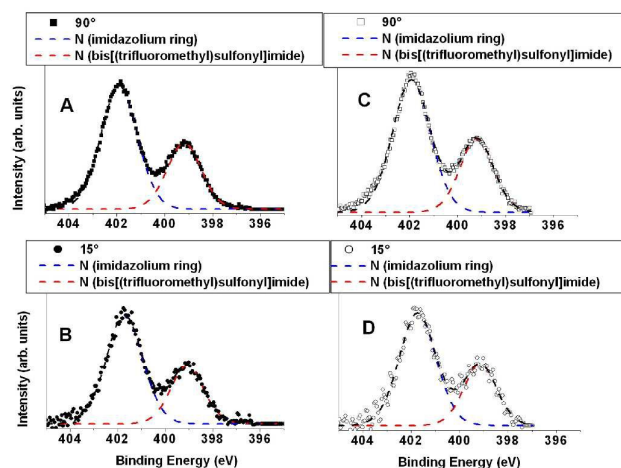 90°
N (imidazolium ring)
N (bis[(trifluoromethyl)sulfonyl]imide)
90°
N (imidazolium ring)
N (bis[(trifluoromethyl)sulfonyl]imide)
Intensity (arb. units)
A
C
404 402 400 398 396
404 402 400 398 396
15°
N (imidazolium ring)
N (bis[(trifluoromethyl)sulfonyl]imide)
15°
N (imidazolium ring)
N (bis[(trifluoromethyl)sulfonyl]imide)
Intensity (arb. units)
B
D
404 402 400 398 396
404 402 400 398 396
Binding Energy (eV)
Binding Energy (eV)